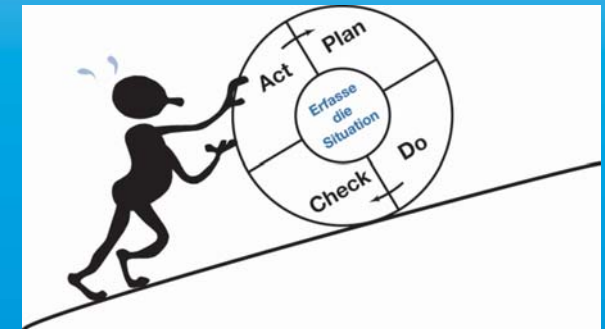 Plan
Act
Erfasse
die
Situation
Do
Check